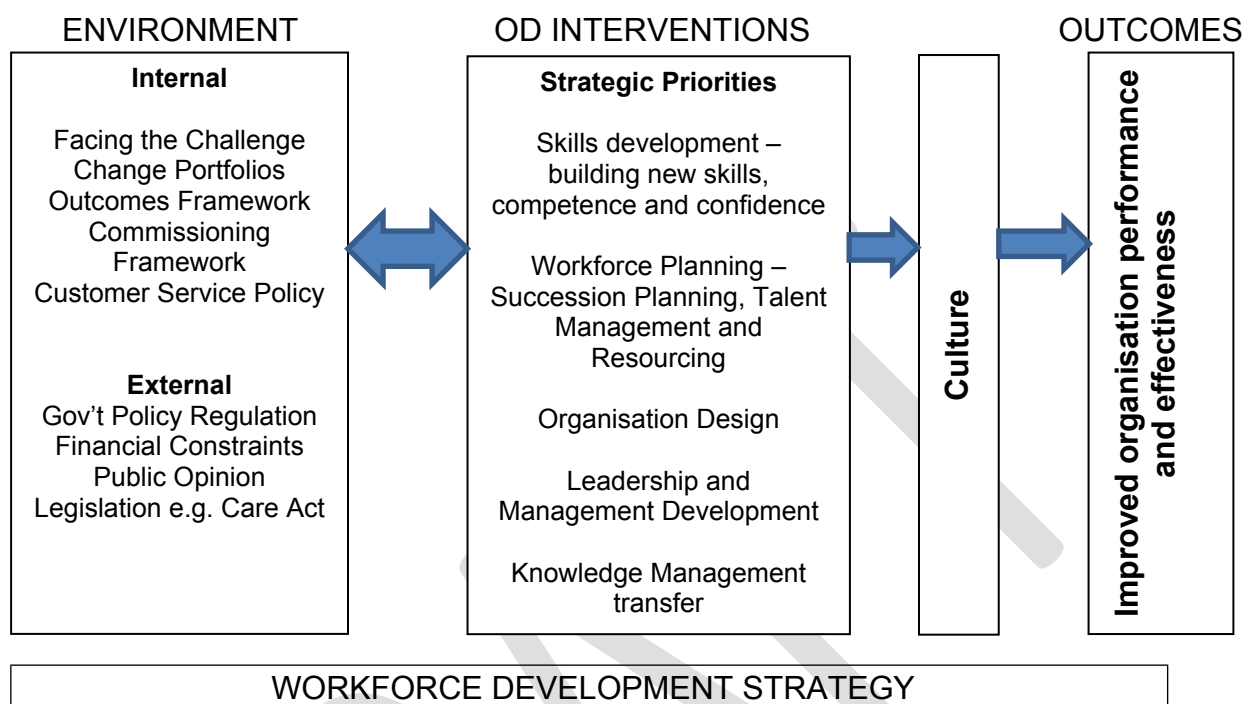 ENVIRONMENT
OD INTERVENTIONS
OUTCOMES
Internal
Facing the Challenge
Change Portfolios
Outcomes Framework
Commissioning
Framework
Customer Service Policy
External
Gov't Policy Regulation
Financial Constraints
Public Opinion
Legislation e.g. Care Act
Strategic Priorities
Skills development –
building new skills,
competence and confidence
Workforce Planning –
Succession Planning, Talent
Management and
Resourcing
Organisation Design
Leadership and
Management Development
Knowledge Management
transfer
Culture
Improved organisation performance
and effectiveness
WORKFORCE DEVELOPMENT STRATEGY